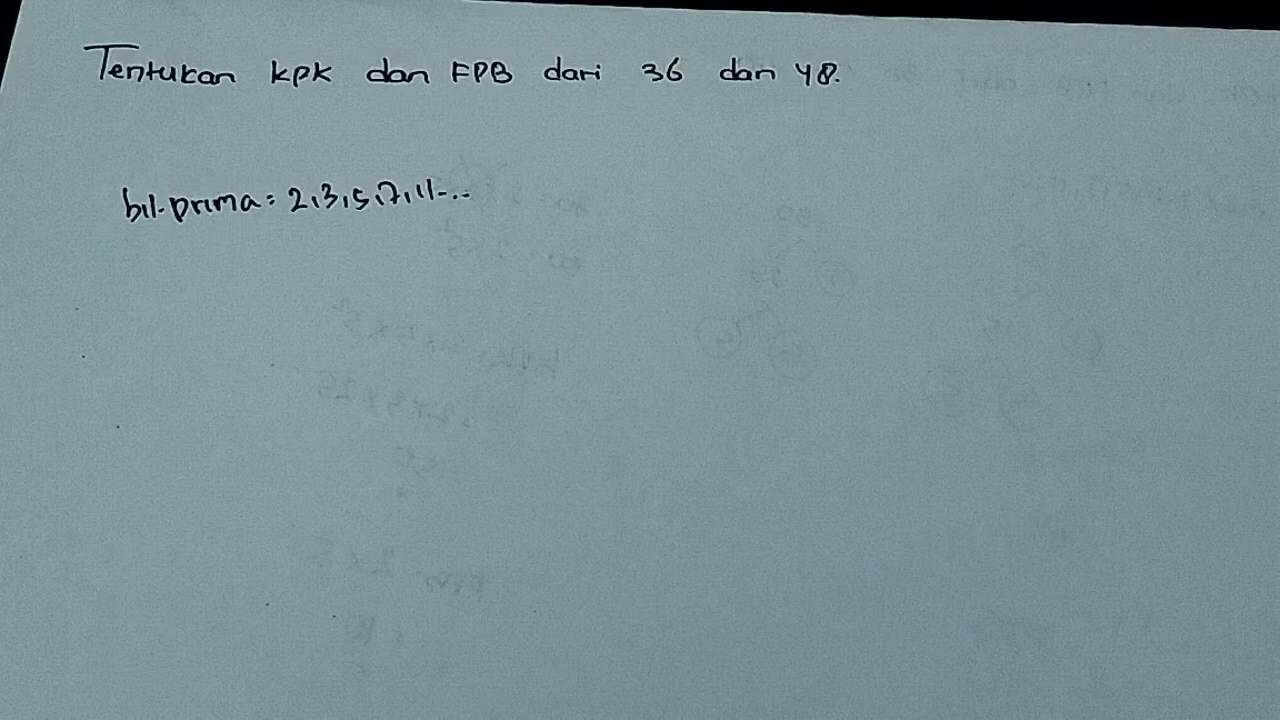 Tentukan kpk dan FPB dari 36 dan 48.
bil.prima = 2,3,5,7,11-...